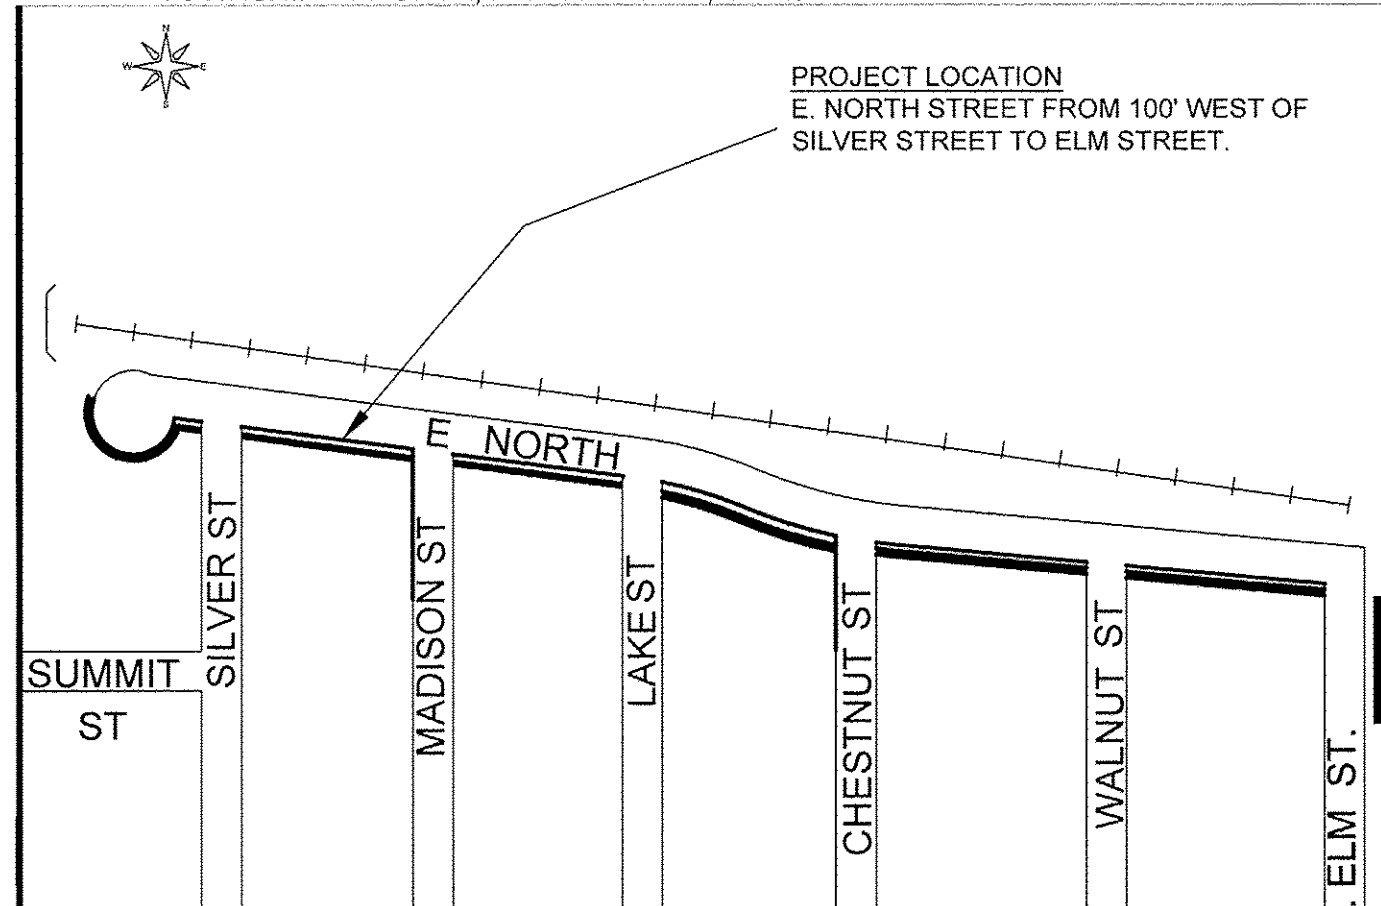 N
W E
S
PROJECT LOCATION
E. NORTH STREET FROM 100' WEST OF
SILVER STREET TO ELM STREET.
E NORTH
SILVER ST
MADISON ST
LAKE ST
CHESTNUT ST
WALNUT ST
. ELM ST.
SUMMIT
ST